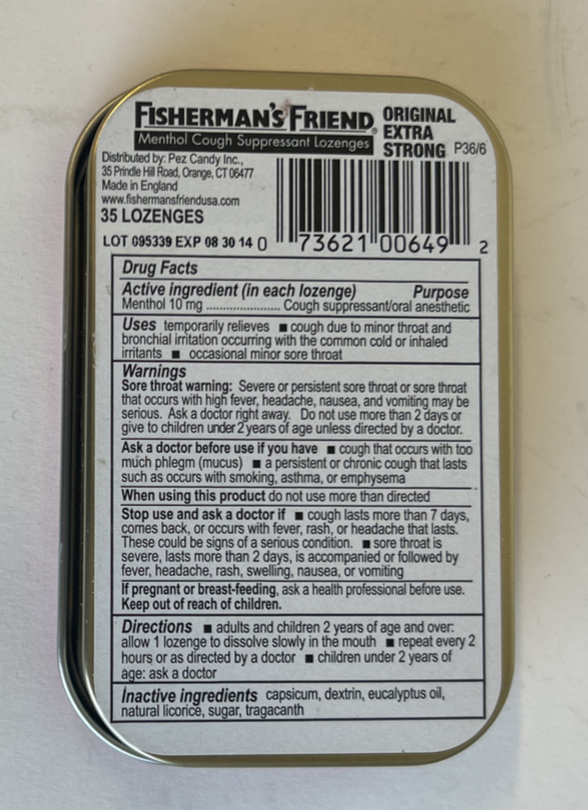 FISHERMAN'S FRIEND® ORIGINAL
EXTRA
STRONG P36/6
Menthol Cough Suppressant Lozenges
Distributed by: Pez Candy Inc.,
35 Prindle Hill Road, Orange, CT 06477
Made in England
www.fishermansfriendusa.com
35 LOZENGES
LOT 095339 EXP 08 30 14 0 73621 00649 2
Drug Facts
Active ingredient (in each lozenge) Purpose
Menthol 10 mg ........................ Cough suppressant/oral anesthetic
Uses temporarily relieves ■ cough due to minor throat and
bronchial irritation occurring with the common cold or inhaled
irritants ■ occasional minor sore throat
Warnings
Sore throat warning: Severe or persistent sore throat or sore throat
that occurs with high fever, headache, nausea, and vomiting may be
serious. Ask a doctor right away. Do not use more than 2 days or
give to children under 2 years of age unless directed by a doctor.
Ask a doctor before use if you have ■ cough that occurs with too
much phlegm (mucus) ■ a persistent or chronic cough that lasts
such as occurs with smoking, asthma, or emphysema
When using this product do not use more than directed
Stop use and ask a doctor if ■ cough lasts more than 7 days,
comes back, or occurs with fever, rash, or headache that lasts.
These could be signs of a serious condition. ■ sore throat is
severe, lasts more than 2 days, is accompanied or followed by
fever, headache, rash, swelling, nausea, or vomiting
If pregnant or breast-feeding, ask a health professional before use.
Keep out of reach of children.
Directions ■ adults and children 2 years of age and over:
allow 1 lozenge to dissolve slowly in the mouth ■ repeat every 2
hours or as directed by a doctor ■ children under 2 years of
age: ask a doctor
Inactive ingredients capsicum, dextrin, eucalyptus oil,
natural licorice, sugar, tragacanth